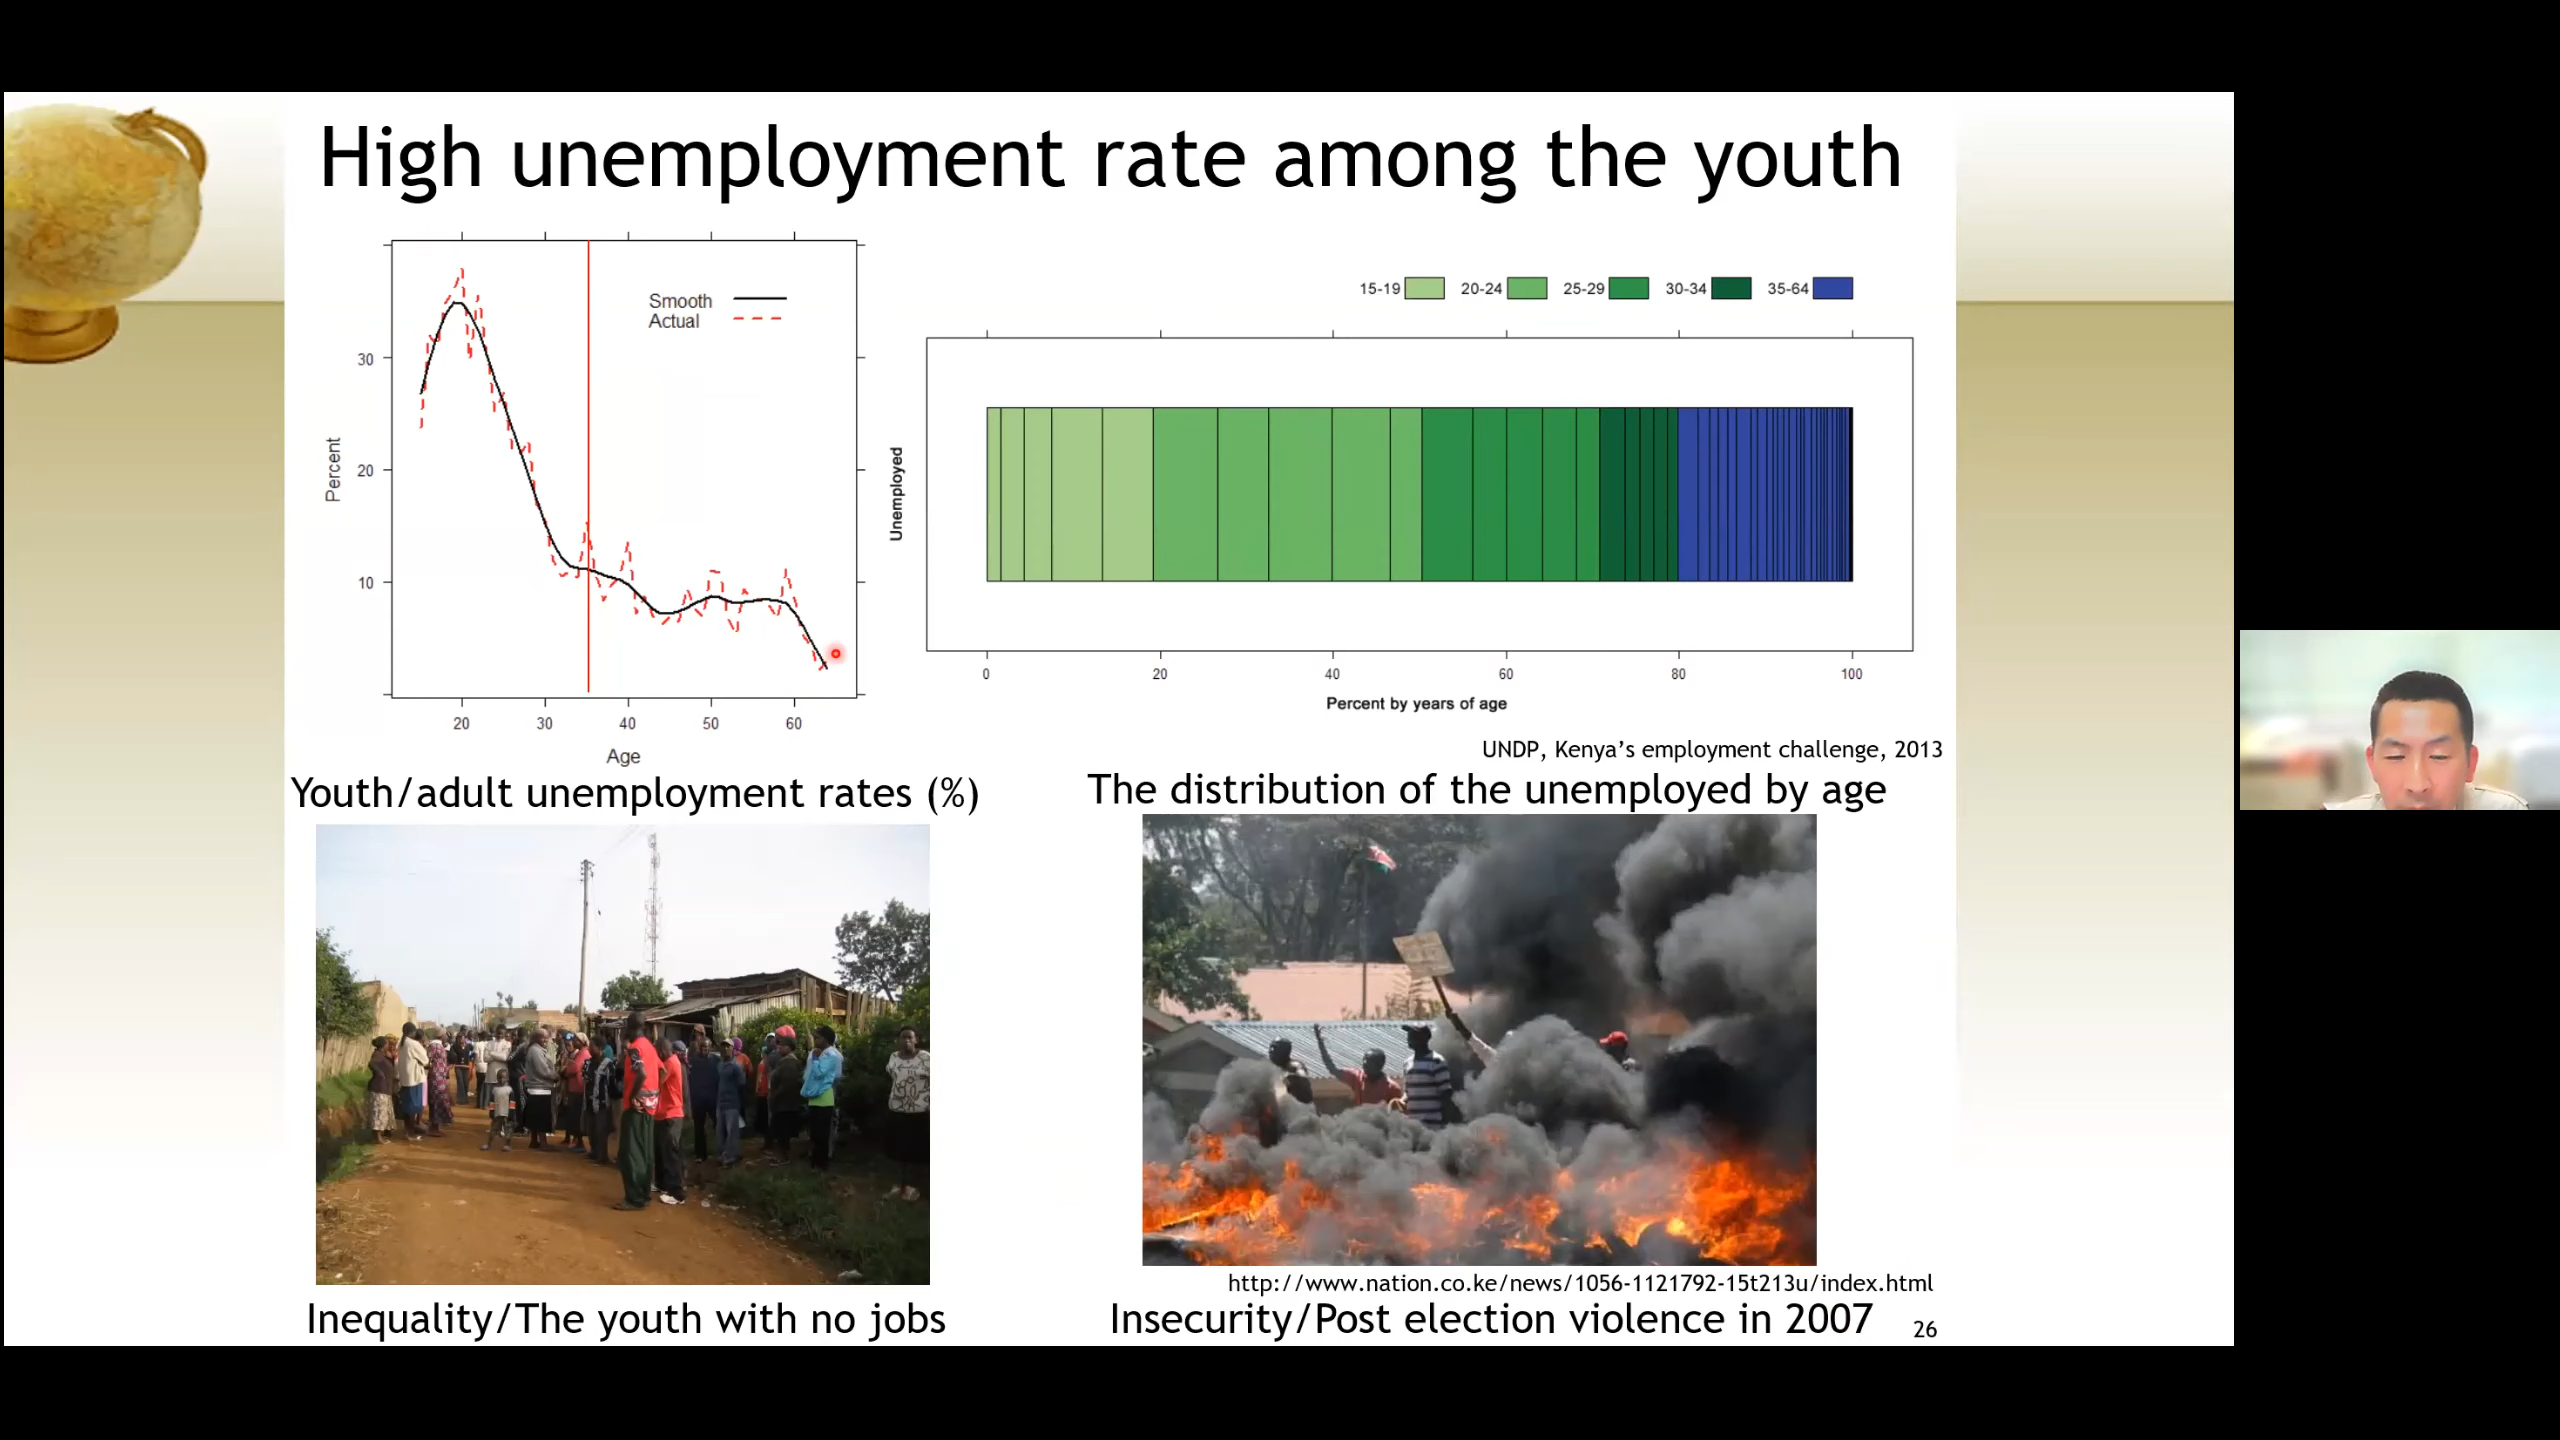 High unemployment rate among the youth
Smooth
Actual
30
20
10
Percent
20 30 40 50 60
Age
15-19 20-24 25-29 30-34 35-64
Unemployed
0 20 40 60 80 100
Percent by years of age
UNDP, Kenya’s employment challenge, 2013
Youth/adult unemployment rates (%)
The distribution of the unemployed by age
http://www.nation.co.ke/news/1056-1121792-15t213u/index.html
Inequality/The youth with no jobs
Insecurity/Post election violence in 2007
26